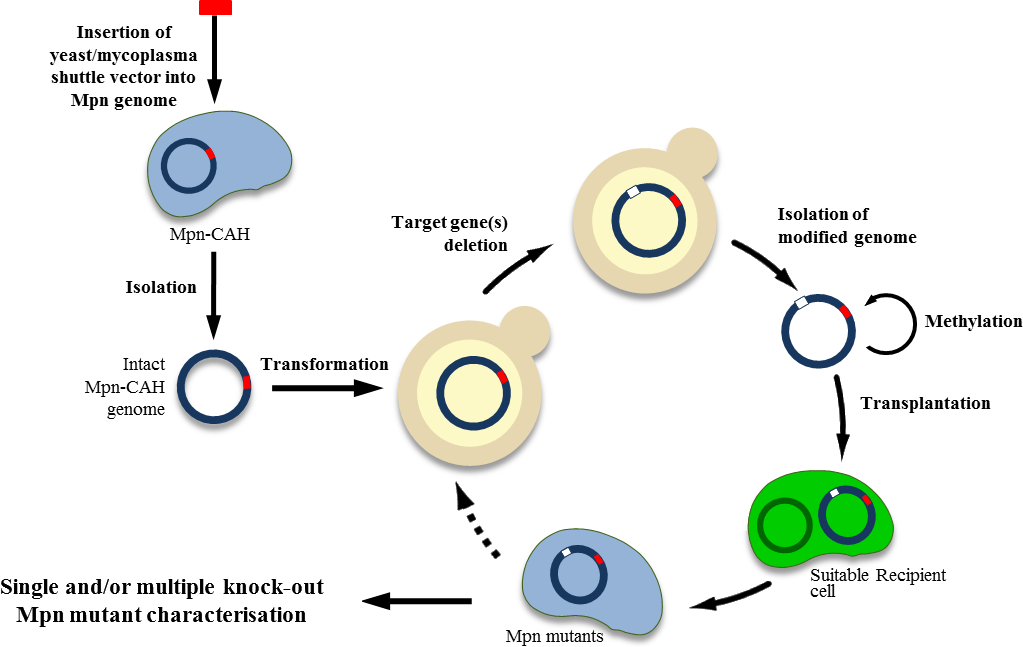 Insertion of
yeast/mycoplasma
shuttle vector into
Mpn genome
Mpn-CAH
Isolation
Intact
Mpn-CAH
genome
Transformation
Target gene(s)
deletion
Isolation of
modified genome
Methylation
Transplantation
Suitable Recipient
cell
Mpn mutants
Single and/or multiple knock-out
Mpn mutant characterisation